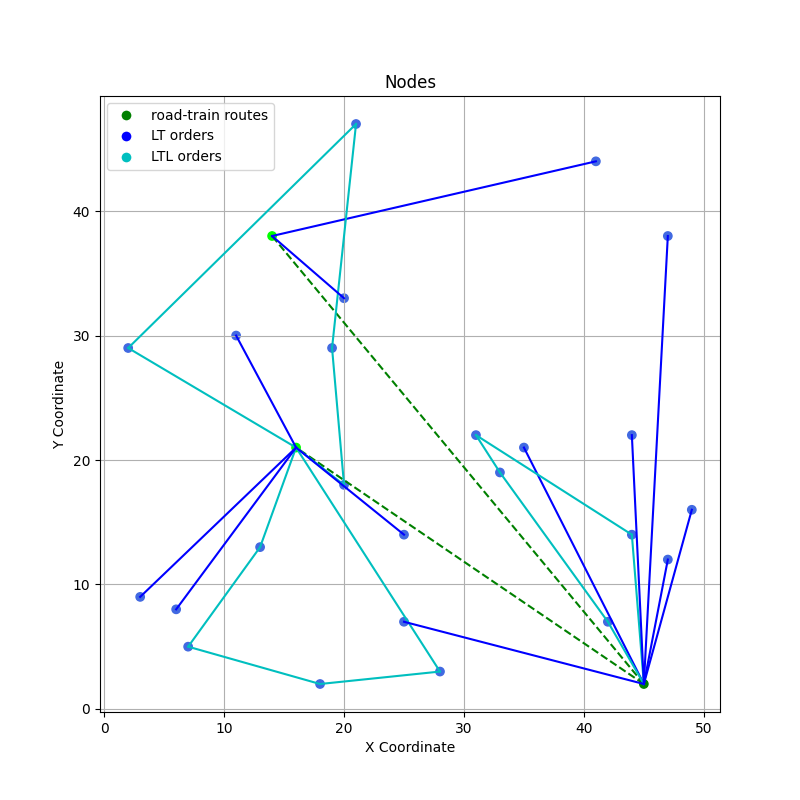 Nodes
road-train routes
LT orders
LTL orders
Y Coordinate
40
30
20
10
0
0 10 20 30 40 50
X Coordinate